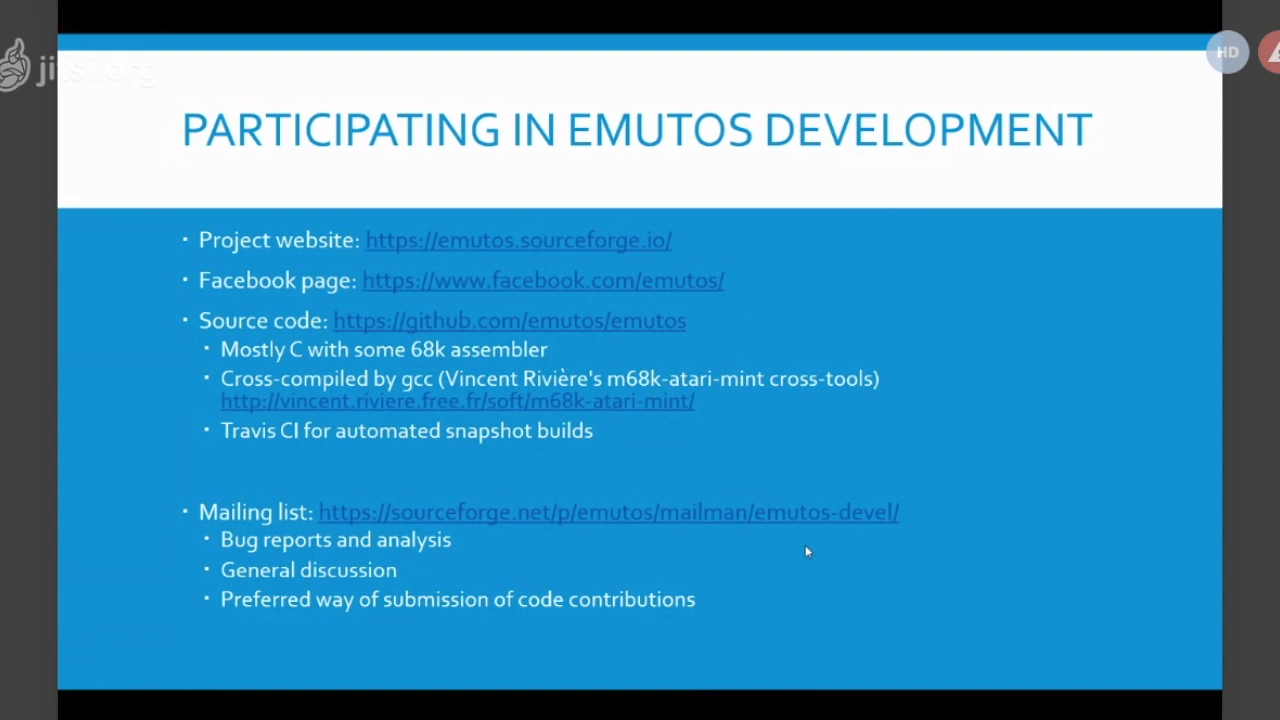 jitsi.org
HD
PARTICIPATING IN EMUTOS DEVELOPMENT
▪ Project website: https://emutos.sourceforge.io/
▪ Facebook page: https://www.facebook.com/emutos/
▪ Source code: https://github.com/emutos/emutos
▪ Mostly C with some 68k assembler
▪ Cross-compiled by gcc (Vincent Rivière's m68k-atari-mint cross-tools)
http://vincent.riviere.free.fr/soft/m68k-atari-mint/
▪ Travis CI for automated snapshot builds
▪ Mailing list: https://sourceforge.net/p/emutos/mailman/emutos-devel/
▪ Bug reports and analysis
▪ General discussion
▪ Preferred way of submission of code contributions